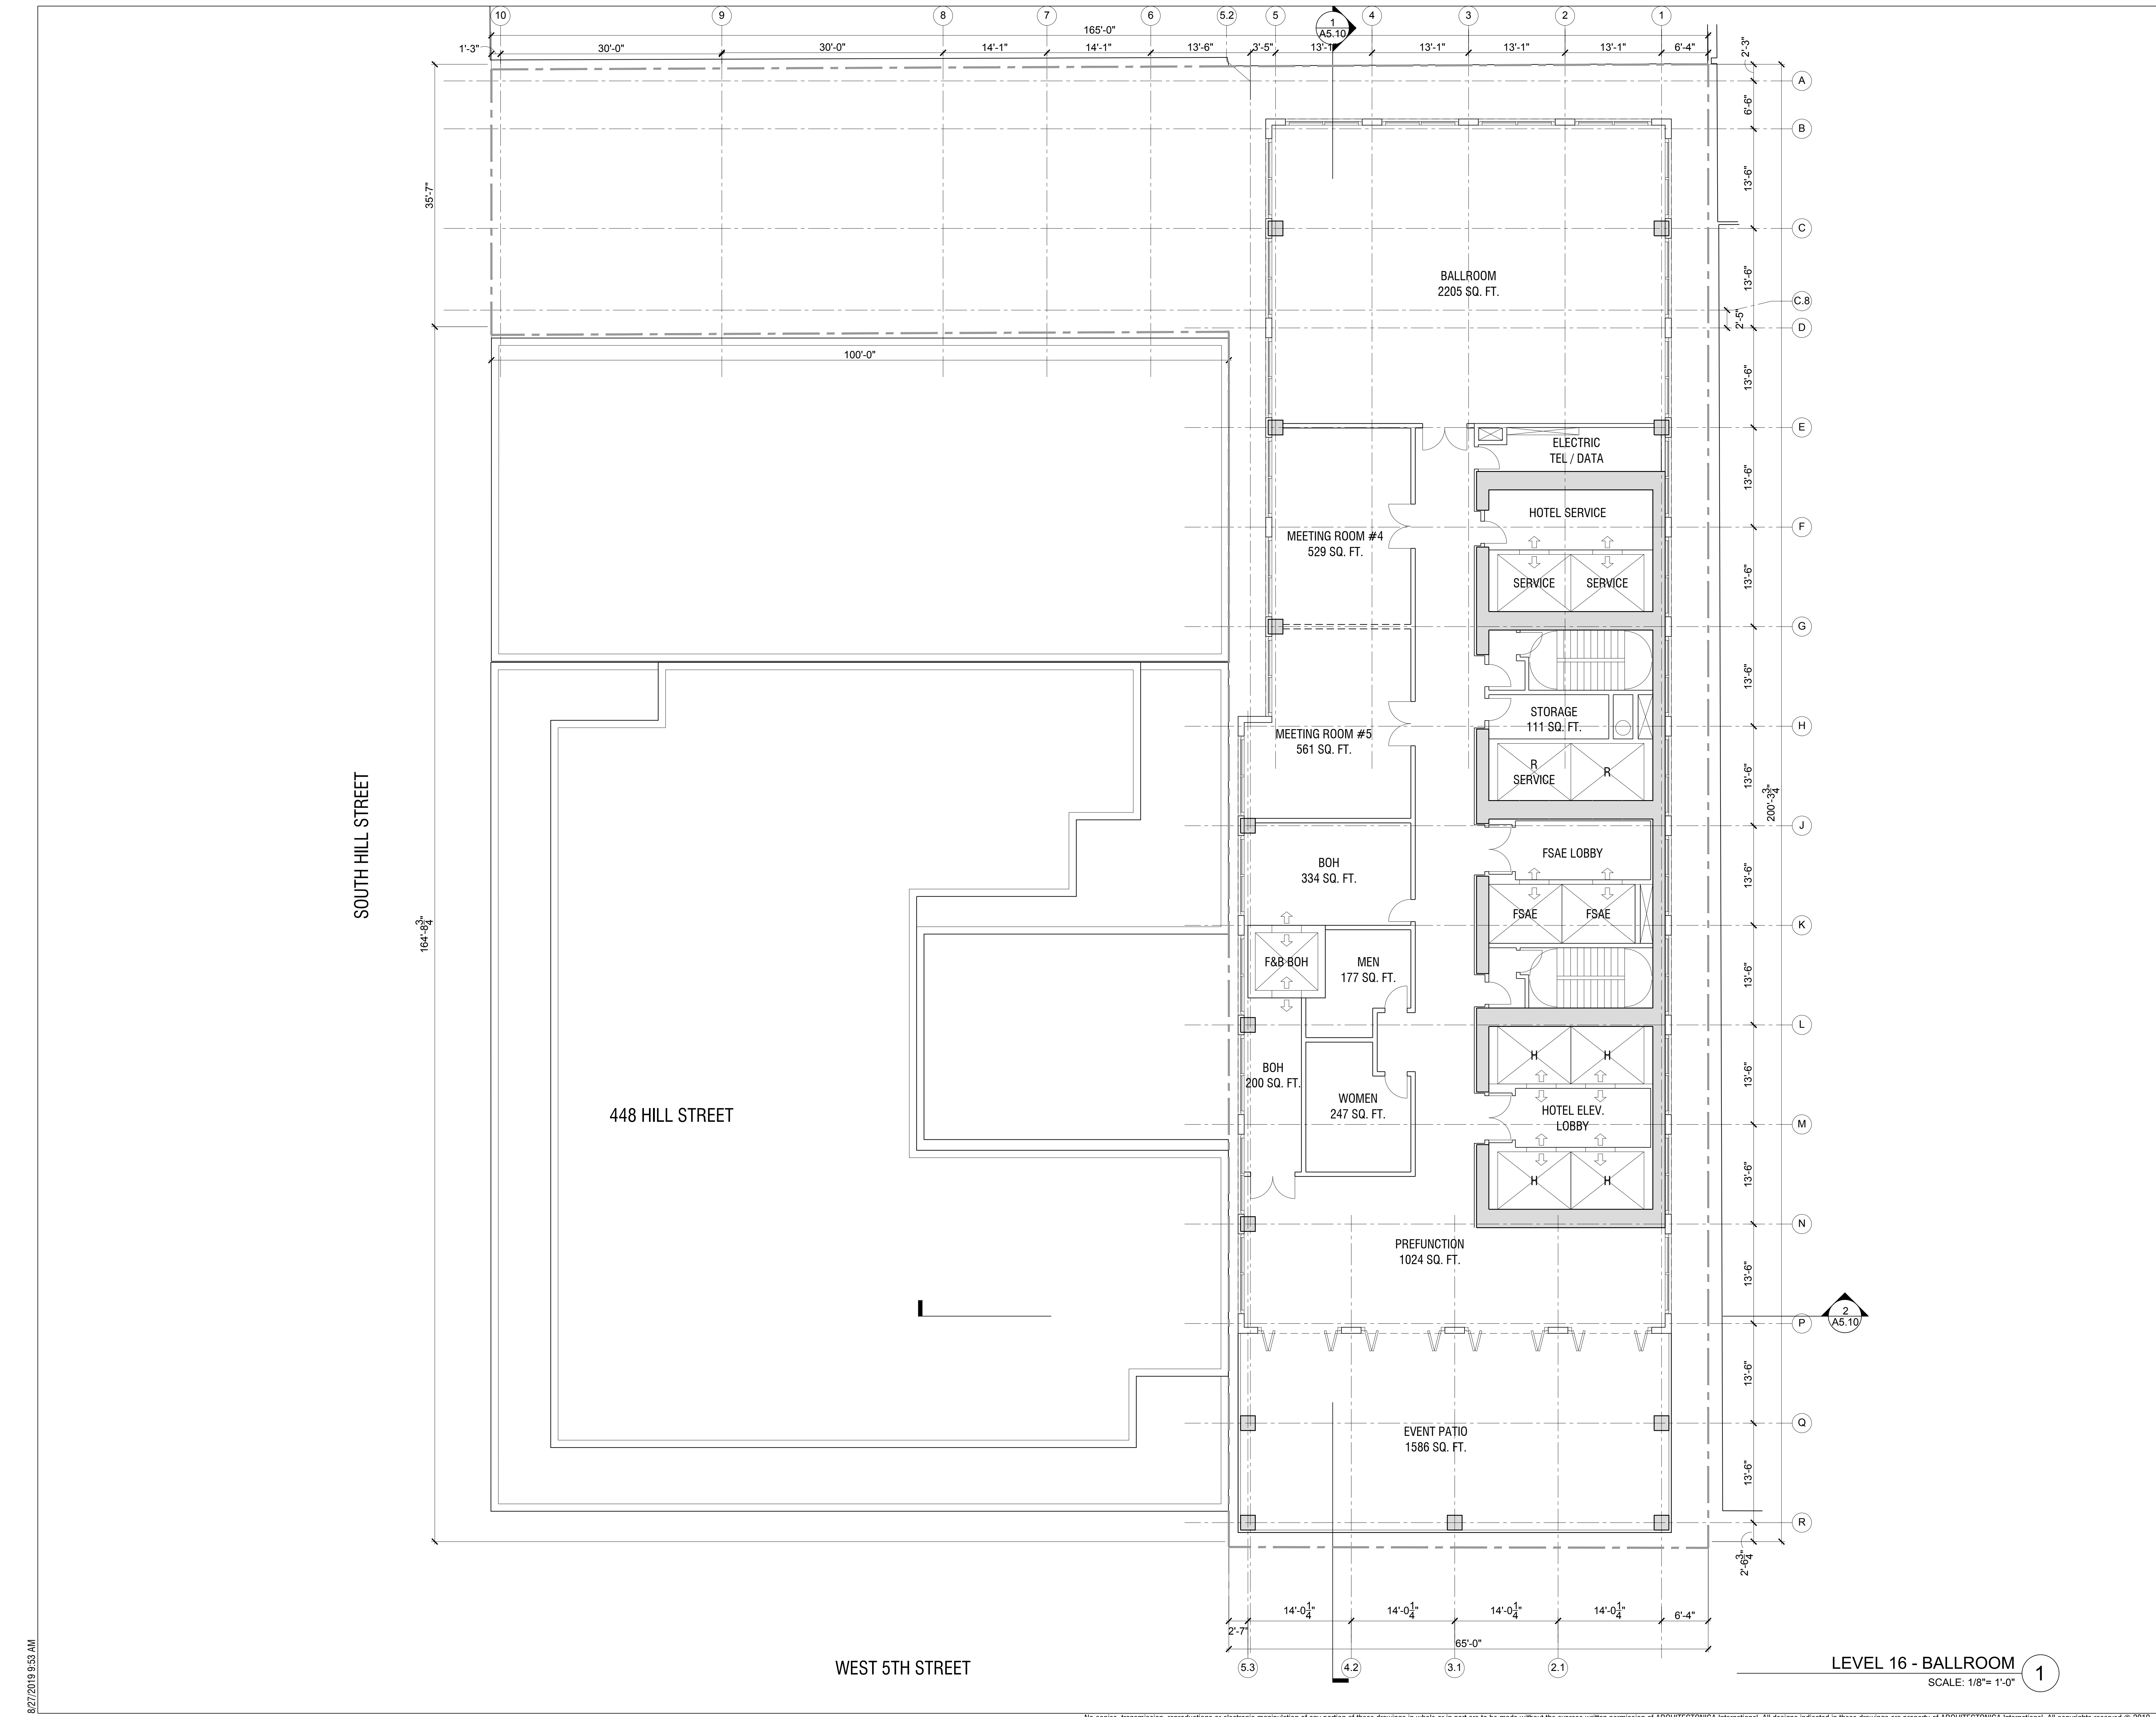 10
9
8
7
6
5.2
5
1
A5.10
4
3
2
1
165'-0"
1'-3"
30'-0"
30'-0"
14'-1"
14'-1"
13'-6"
3'-5"
13'-1"
13'-1"
13'-1"
13'-1"
6'-4"
2'-3"
A
6'-6"
B
13'-6"
C
13'-6"
C.8
2'-5"
D
13'-6"
E
13'-6"
F
13'-6"
G
13'-6"
H
13'-6"
200'-3 3/4"
J
13'-6"
K
13'-6"
L
13'-6"
M
13'-6"
N
13'-6"
2
A5.10
P
13'-6"
Q
13'-6"
R
2'-6 3/4"
35'-7"
100'-0"
164'-8 3/4"
SOUTH HILL STREET
448 HILL STREET
BALLROOM
2205 SQ. FT.
ELECTRIC
TEL / DATA
HOTEL SERVICE
MEETING ROOM #4
529 SQ. FT.
SERVICE
SERVICE
STORAGE
111 SQ. FT.
MEETING ROOM #5
561 SQ. FT.
R
SERVICE
R
FSAE LOBBY
BOH
334 SQ. FT.
FSAE
FSAE
F&B BOH
MEN
177 SQ. FT.
H
H
BOH
200 SQ. FT.
WOMEN
247 SQ. FT.
HOTEL ELEV.
LOBBY
H
H
PREFUNCTION
1024 SQ. FT.
EVENT PATIO
1586 SQ. FT.
14'-0 1/4"
14'-0 1/4"
14'-0 1/4"
14'-0 1/4"
6'-4"
2'-7"
65'-0"
5.3
4.2
3.1
2.1
WEST 5TH STREET
LEVEL 16 - BALLROOM
SCALE: 1/8"= 1'-0"
1
8/27/2019 9:53 AM